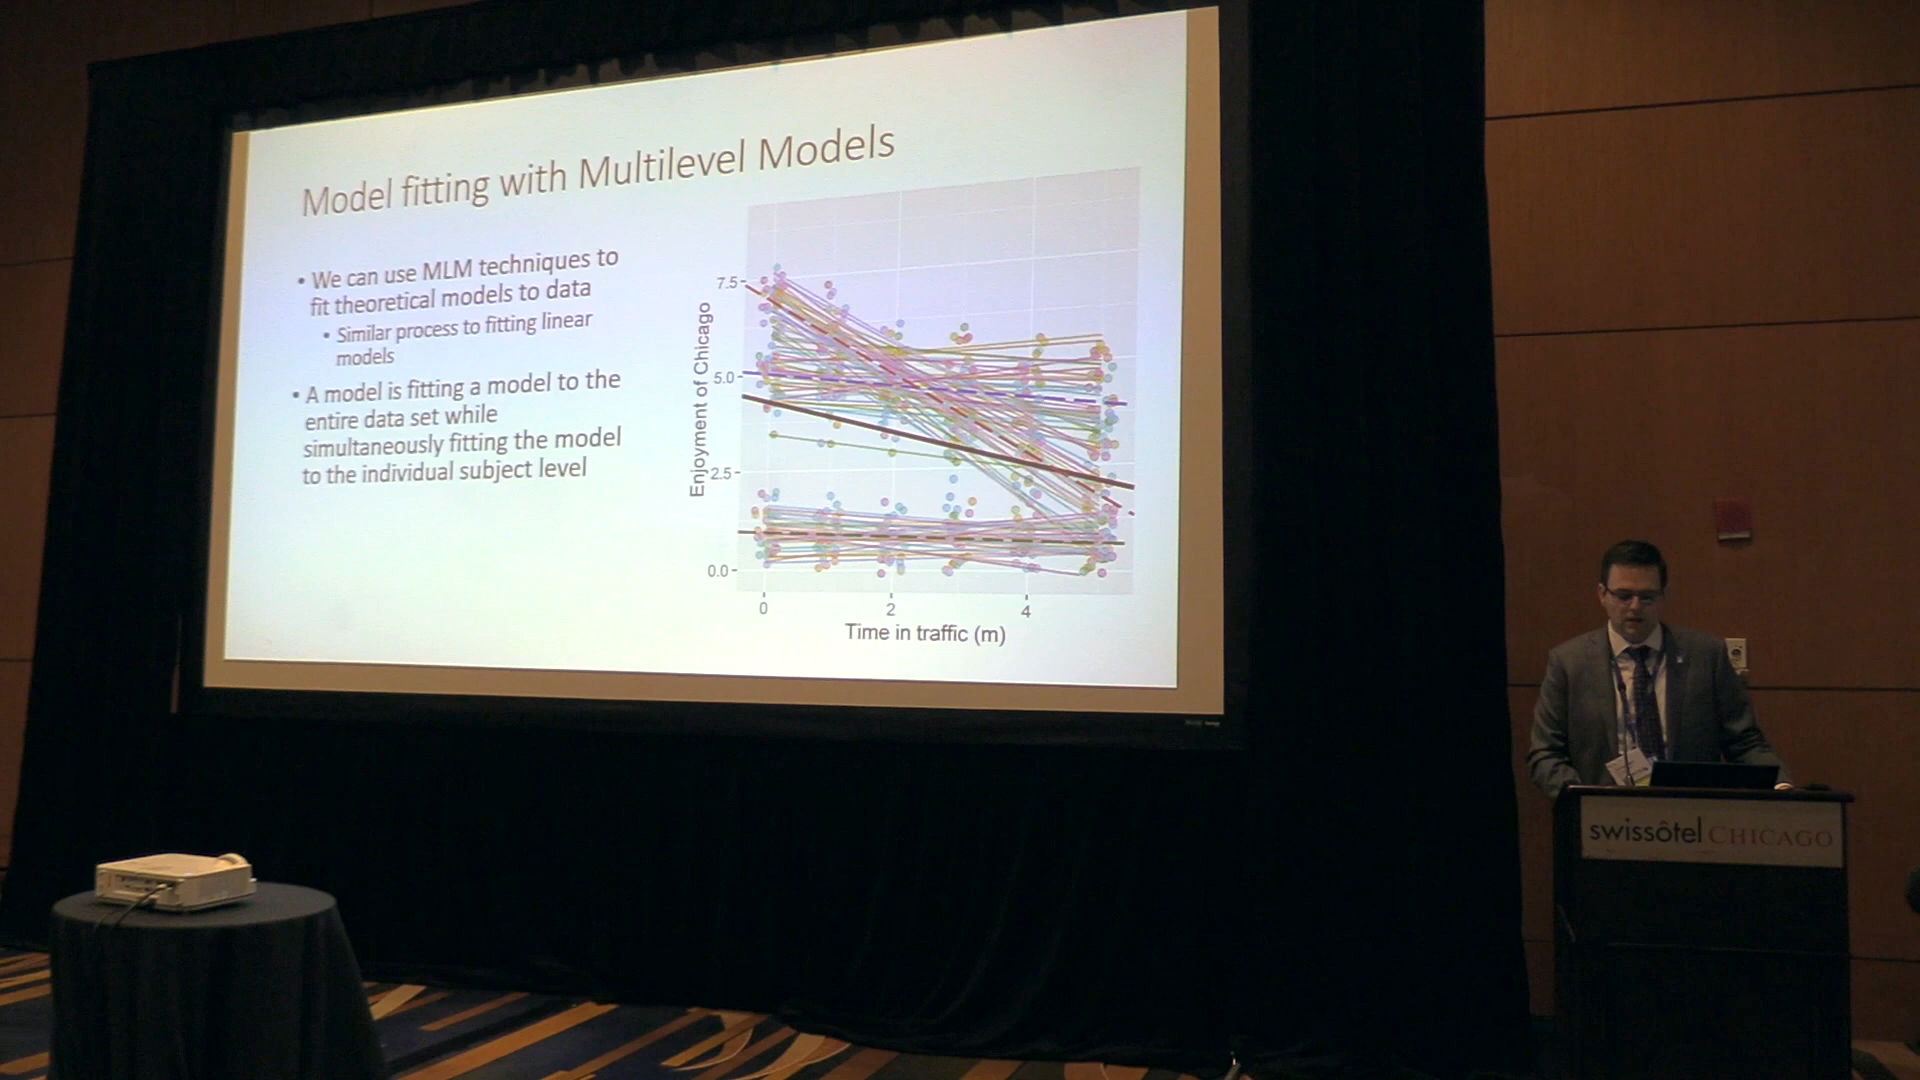 Model fitting with Multilevel Models
• We can use MLM techniques to
fit theoretical models to data
• Similar process to fitting linear
models
• A model is fitting a model to the
entire data set while
simultaneously fitting the model
to the individual subject level
Enjoyment of Chicago
7.5
5.0
2.5
0.0
0 2 4
Time in traffic (m)
swissôtel CHICAGO